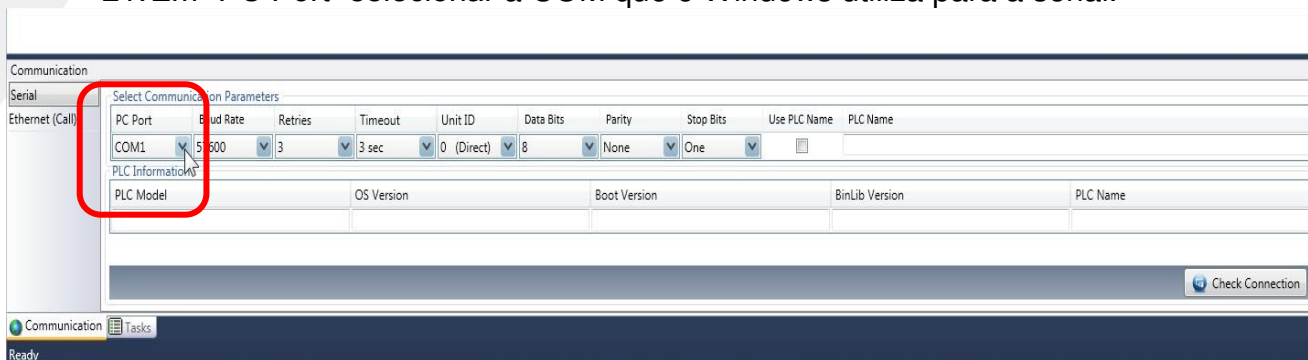 "PC Port" selecionar a COM que o Windows utiliza para a serial.
Communication
Serial
Select Communication Parameters
Ethernet (Call)
PC Port Baud Rate Retries Timeout Unit ID Data Bits Parity Stop Bits Use PLC Name PLC Name
COM1 57600 3 3 sec 0 (Direct) 8 None One
PLC Information
PLC Model OS Version Boot Version BinLib Version PLC Name
Check Connection
Communication Tasks
Ready